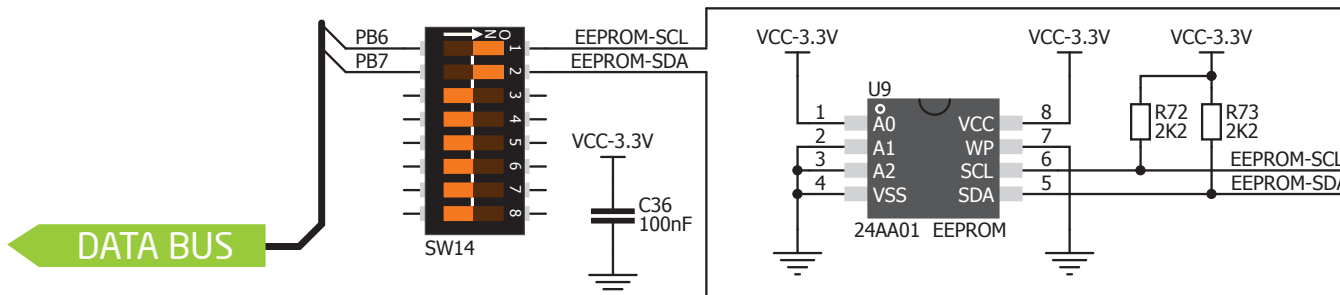 PB6
PB7
DATA BUS
ON
1
2
3
4
5
6
7
8
SW14
EEPROM-SCL
EEPROM-SDA
VCC-3.3V
C36
100nF
VCC-3.3V
VCC-3.3V
VCC-3.3V
U9
1
2
3
4
A0
A1
A2
VSS
VCC
WP
SCL
SDA
8
7
6
5
24AA01 EEPROM
R72
2K2
R73
2K2
EEPROM-SCL
EEPROM-SDA